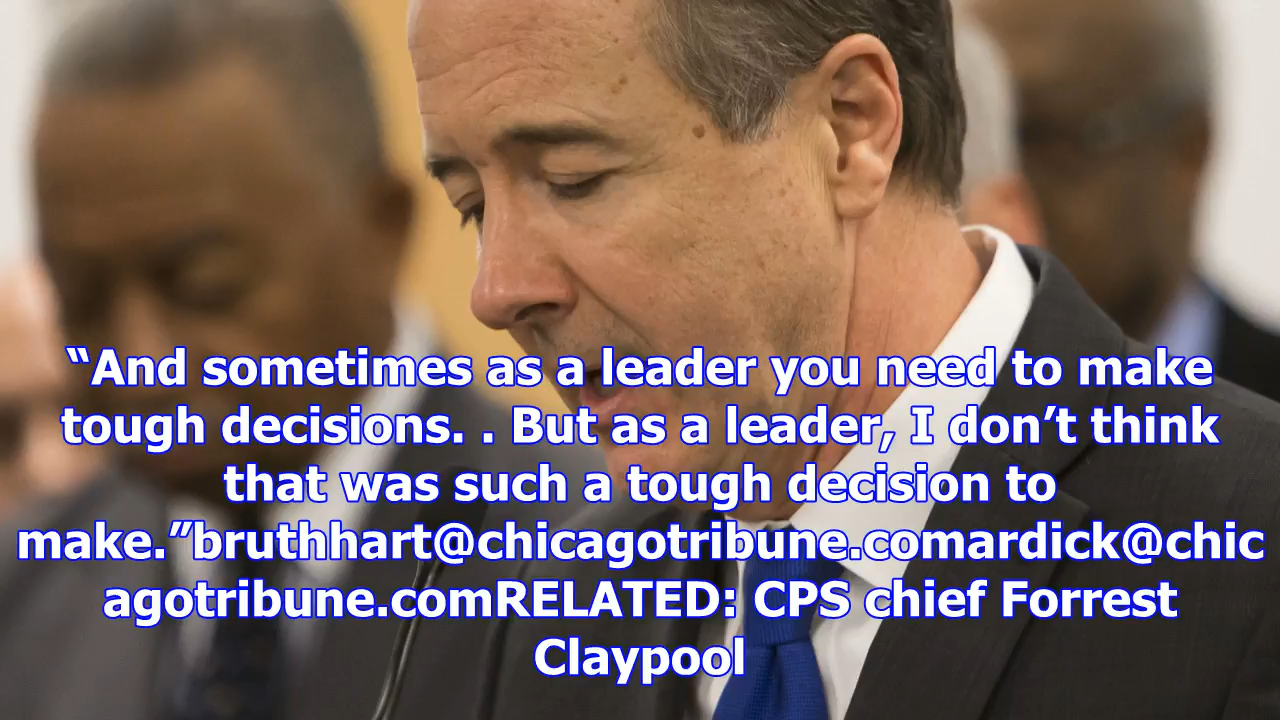 “And sometimes as a leader you need to make
tough decisions. . But as a leader, I don’t think
that was such a tough decision to
make.”bruthhart@chicagotribune.comardick@chic
agotribune.comRELATED: CPS chief Forrest
Claypool